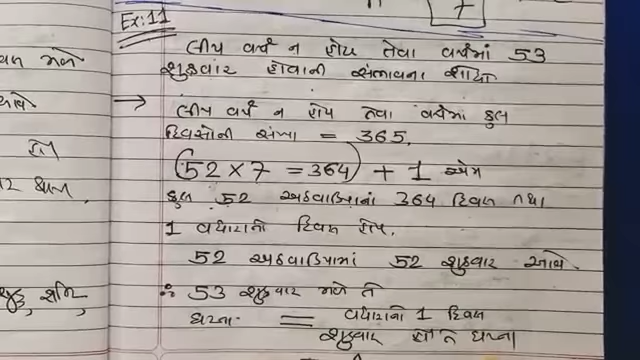 7
Ex:11
લીપ વર્ષ ન હોય તેવા વર્ષમાં 53
શુક્રવાર હોવાની સંભાવના શોધો
→ લીપ વર્ષ ન હોય તેવા વર્ષમાં કુલ
દિવસોની સંખ્યા = 365.
(52 × 7 = 364) + 1 એમ
કુલ 52 અઠવાડિયાનાં 364 દિવસ તથા
1 વધારાનો દિવસ હોય.
52 અઠવાડિયામાં 52 શુક્રવાર આવે.
∴ 53 શુક્રવાર મળે તે
ઘટના = વધારાનો 1 દિવસ
શુક્રવાર હોય તે ઘટના
શુક્ર, શનિ,